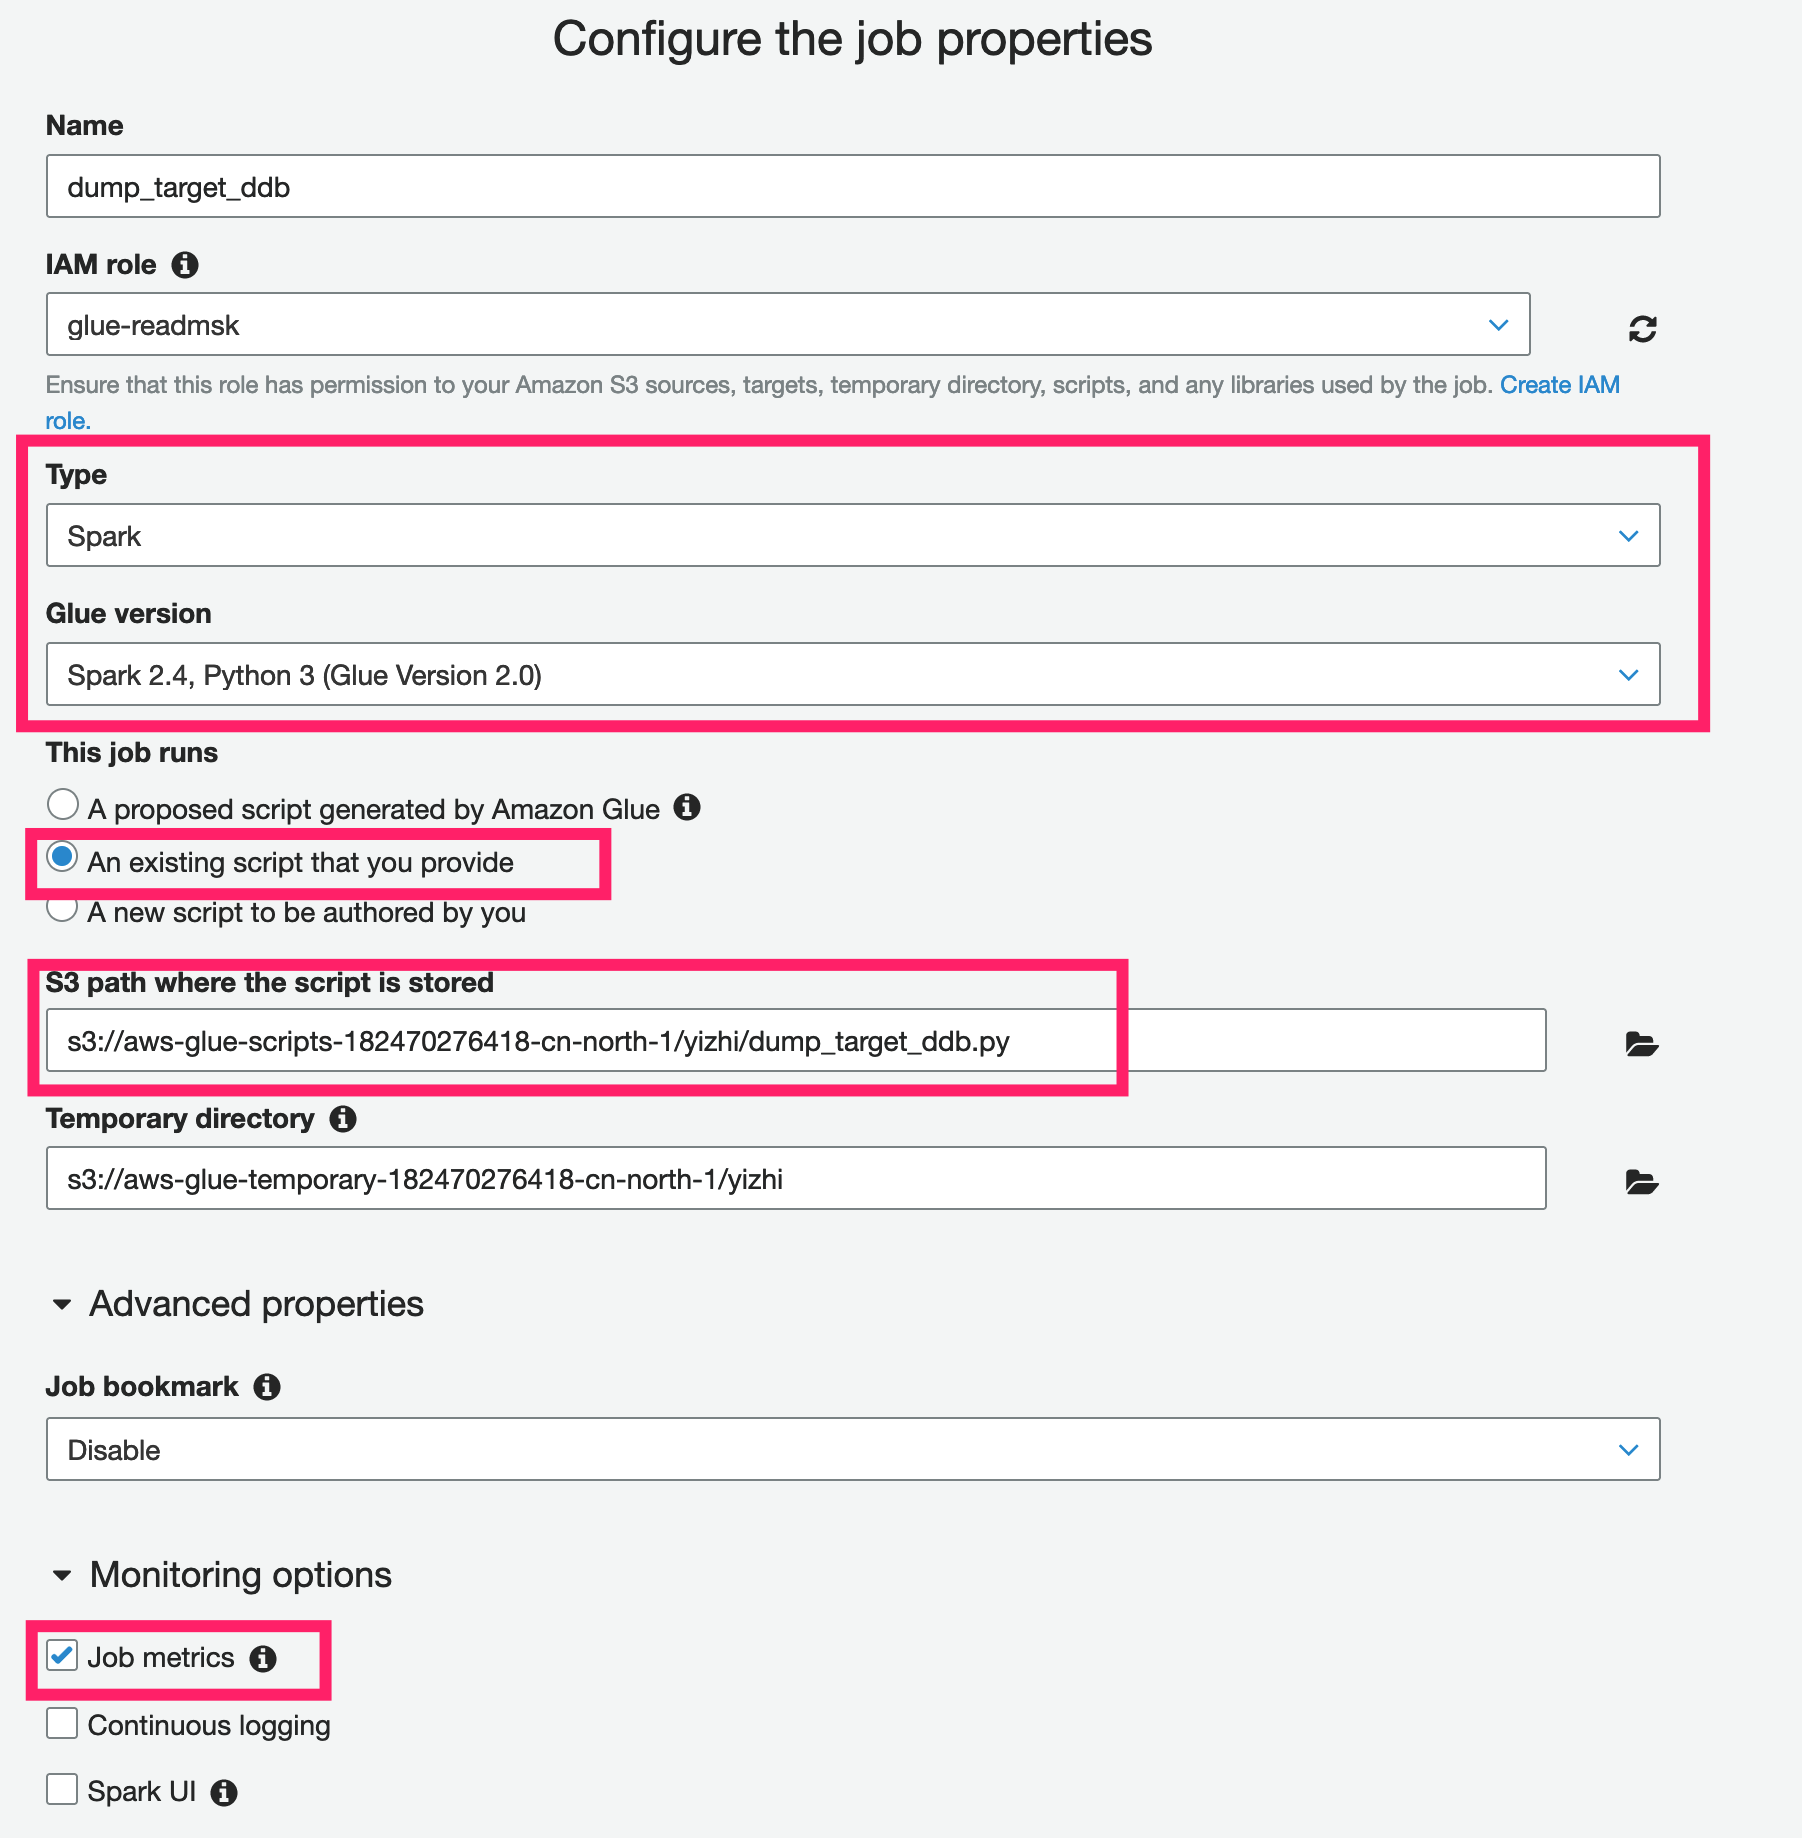 Configure the job properties
Name
dump_target_ddb
IAM role
glue-readmsk
Ensure that this role has permission to your Amazon S3 sources, targets, temporary directory, scripts, and any libraries used by the job. Create IAM
role.
Type
Spark
Glue version
Spark 2.4, Python 3 (Glue Version 2.0)
This job runs
A proposed script generated by Amazon Glue
An existing script that you provide
A new script to be authored by you
S3 path where the script is stored
s3://aws-glue-scripts-182470276418-cn-north-1/yizhi/dump_target_ddb.py
Temporary directory
s3://aws-glue-temporary-182470276418-cn-north-1/yizhi
Advanced properties
Job bookmark
Disable
Monitoring options
Job metrics
Continuous logging
Spark UI